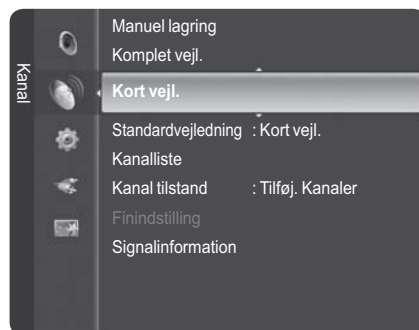 Kanal
Manuel lagring
Komplet vejl.
Kort vejl.
Standardvejledning : Kort vejl.
Kanalliste
Kanal tilstand : Tilføj. Kanaler
Finindstilling
Signalinformation